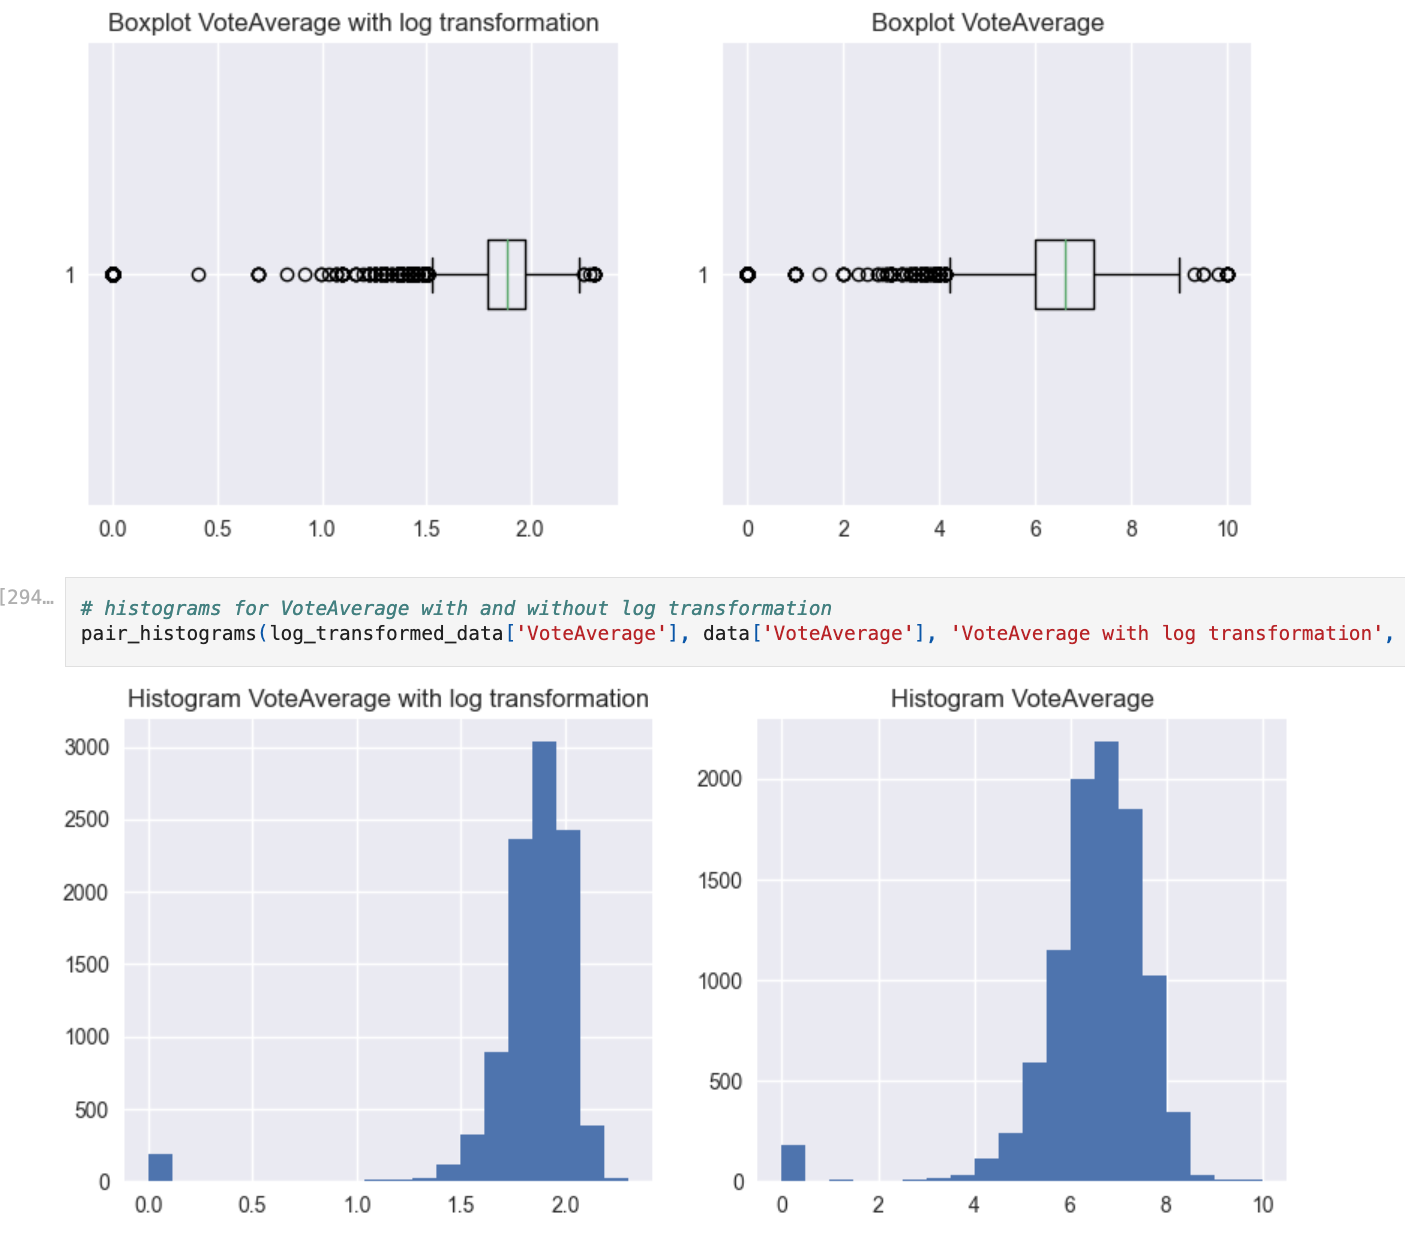 Boxplot VoteAverage with log transformation
Boxplot VoteAverage
1
1
0.0 0.5 1.0 1.5 2.0
0 2 4 6 8 10
[294…
# histograms for VoteAverage with and without log transformation
pair_histograms(log_transformed_data['VoteAverage'], data['VoteAverage'], 'VoteAverage with log transformation',
Histogram VoteAverage with log transformation
Histogram VoteAverage
3000
2500
2000
1500
1000
500
0
0.0 0.5 1.0 1.5 2.0
2000
1500
1000
500
0
0 2 4 6 8 10